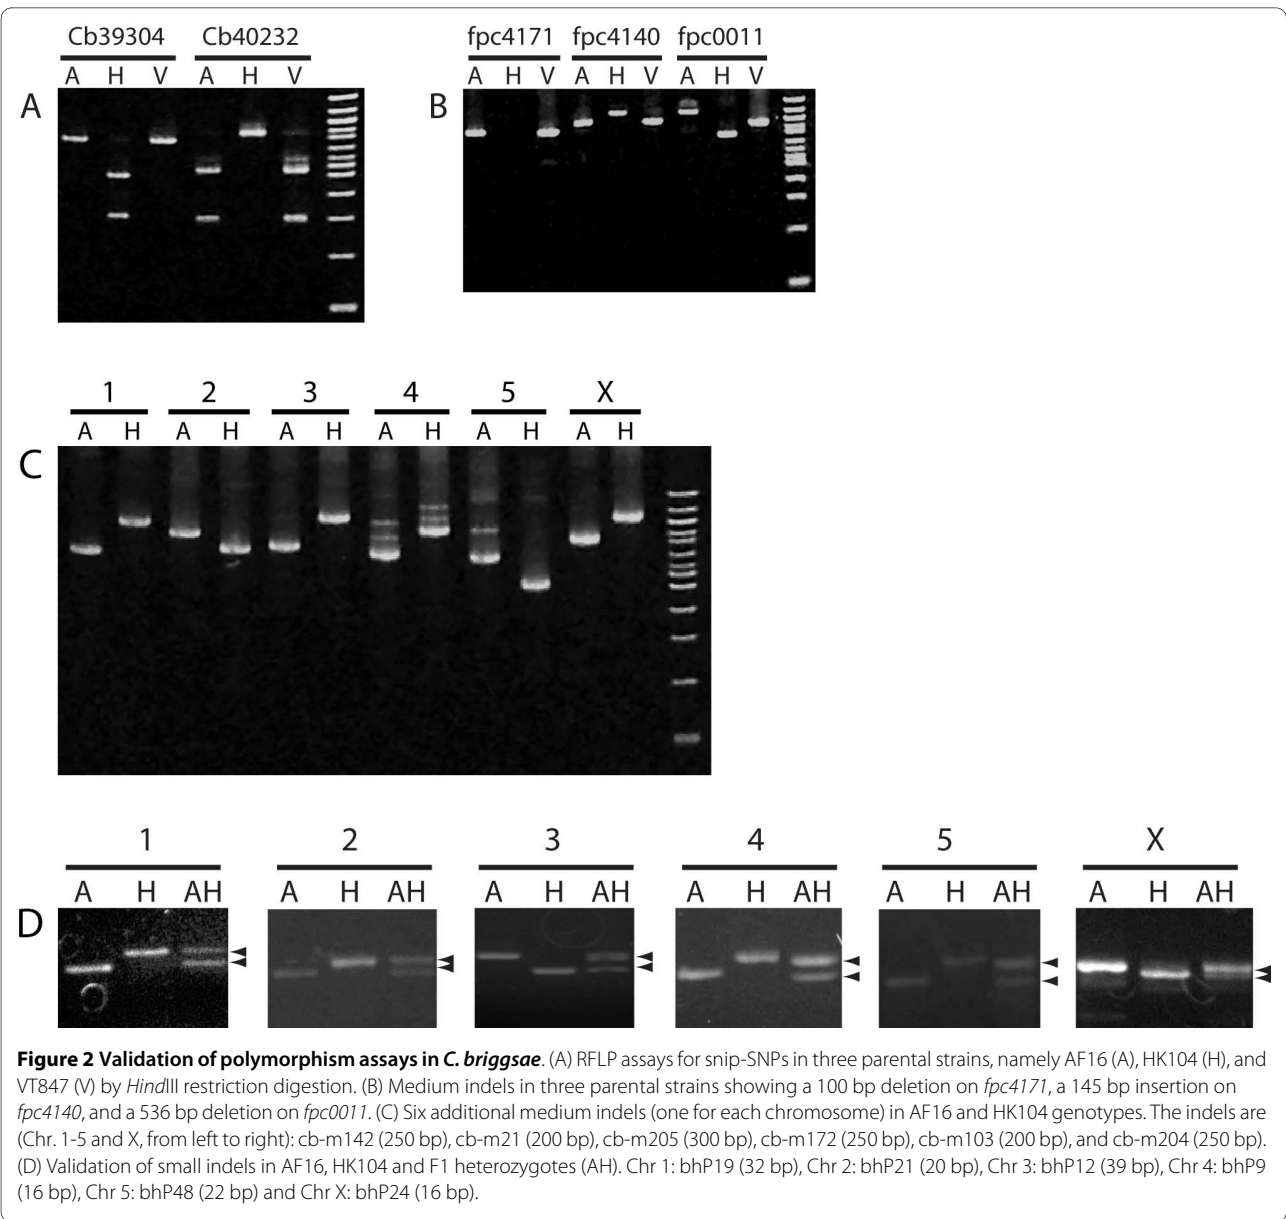 Cb39304 Cb40232
A H V A H V
A
fpc4171 fpc4140 fpc0011
A H V A H V A H V
B
1 2 3 4 5 X
A H A H A H A H A H A H
C
1 2 3 4 5 X
A H AH A H AH A H AH A H AH A H AH A H AH
D
Figure 2 Validation of polymorphism assays in C. briggsae. (A) RFLP assays for snip-SNPs in three parental strains, namely AF16 (A), HK104 (H), and
VT847 (V) by HindIII restriction digestion. (B) Medium indels in three parental strains showing a 100 bp deletion on fpc4171, a 145 bp insertion on
fpc4140, and a 536 bp deletion on fpc0011. (C) Six additional medium indels (one for each chromosome) in AF16 and HK104 genotypes. The indels are
(Chr. 1-5 and X, from left to right): cb-m142 (250 bp), cb-m21 (200 bp), cb-m205 (300 bp), cb-m172 (250 bp), cb-m103 (200 bp), and cb-m204 (250 bp).
(D) Validation of small indels in AF16, HK104 and F1 heterozygotes (AH). Chr 1: bhP19 (32 bp), Chr 2: bhP21 (20 bp), Chr 3: bhP12 (39 bp), Chr 4: bhP9
(16 bp), Chr 5: bhP48 (22 bp) and Chr X: bhP24 (16 bp).